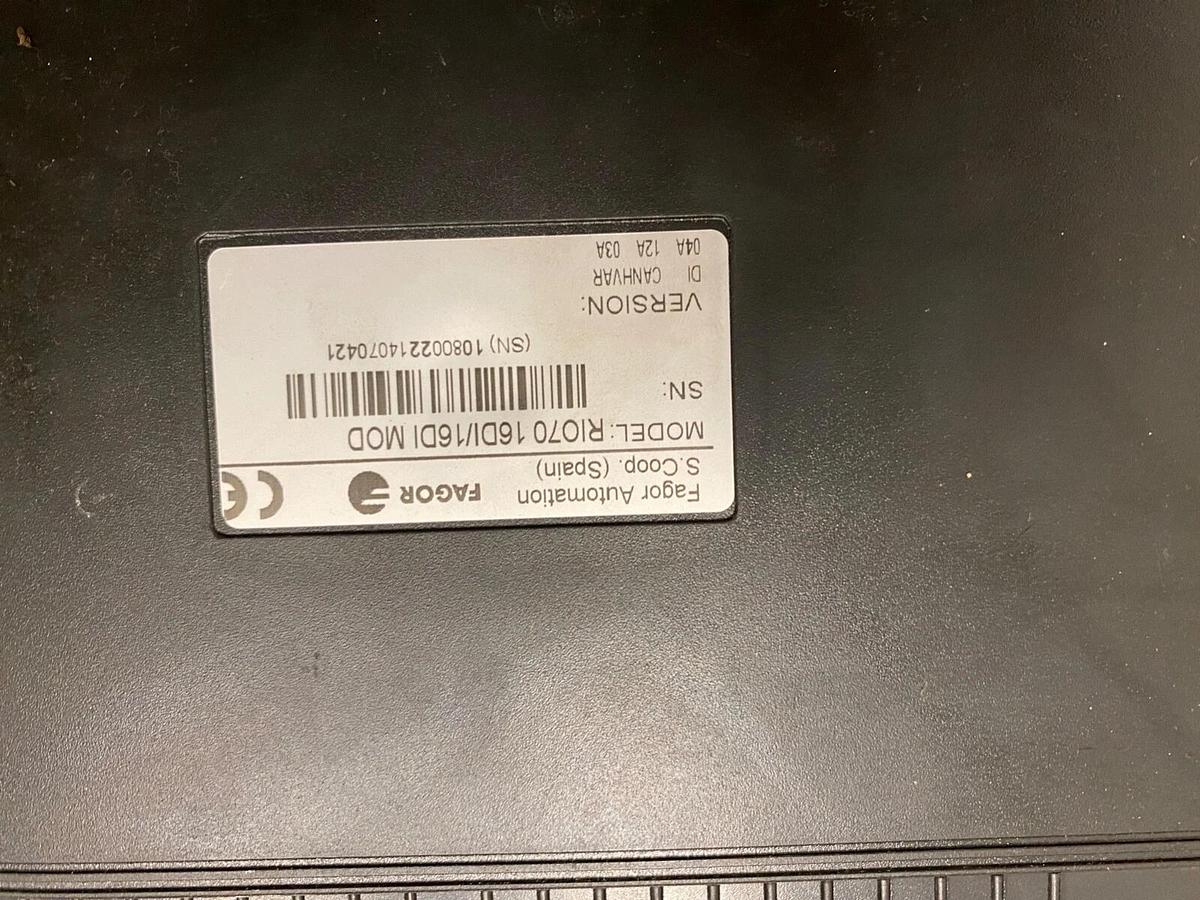 Fagor Automation FAGOR CE
S.Coop. (Spain)
MODEL: RIO70 16DI/16DI MOD
SN:
(SN) 108002214070421
VERSION:
DI CANHVAR
04A 12A 03A